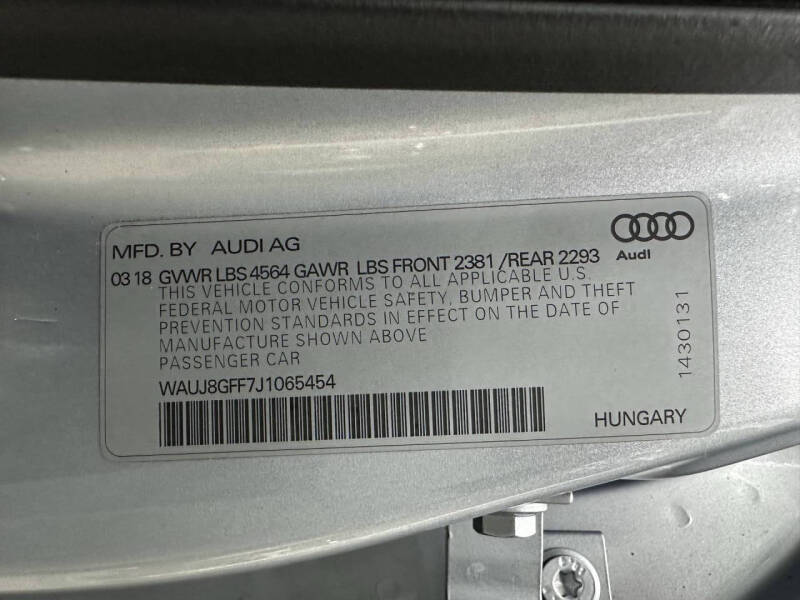 MFD. BY AUDI AG
Audi
03 18 GVWR LBS 4564 GAWR LBS FRONT 2381 /REAR 2293
THIS VEHICLE CONFORMS TO ALL APPLICABLE U.S.
FEDERAL MOTOR VEHICLE SAFETY, BUMPER AND THEFT
PREVENTION STANDARDS IN EFFECT ON THE DATE OF
MANUFACTURE SHOWN ABOVE
PASSENGER CAR
WAUJ8GFF7J1065454
HUNGARY
1430131